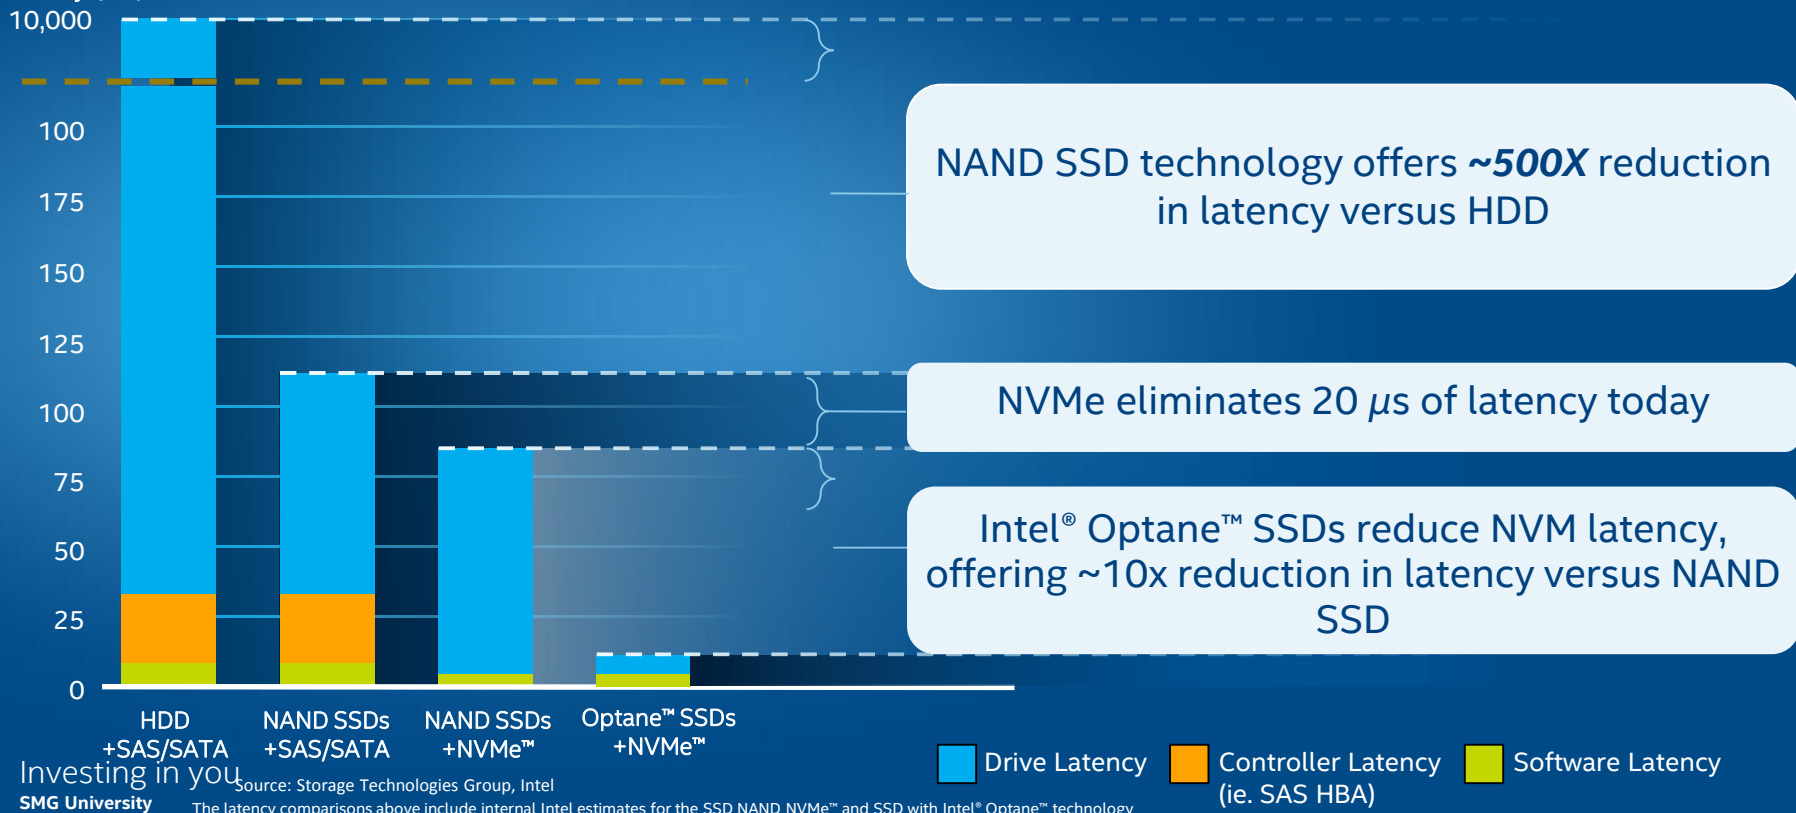 10,000
100
175
150
125
100
75
50
25
0
NAND SSD technology offers ~500X reduction
in latency versus HDD
NVMe eliminates 20 µs of latency today
Intel® Optane™ SSDs reduce NVM latency,
offering ~10x reduction in latency versus NAND
SSD
HDD
+SAS/SATA
NAND SSDs
+SAS/SATA
NAND SSDs
+NVMe™
Optane™ SSDs
+NVMe™
Drive Latency
Controller Latency
(ie. SAS HBA)
Software Latency
Investing in you
SMG University
Source: Storage Technologies Group, Intel
The latency comparisons above include internal Intel estimates for the SSD NAND NVMe™ and SSD with Intel® Optane™ technology